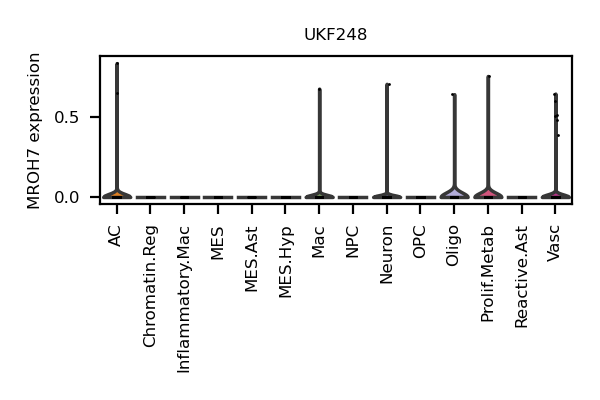 UKF248
MROH7 expression
0.5
0.0
AC
Chromatin.Reg
Inflammatory.Mac
MES
MES.Ast
MES.Hyp
Mac
NPC
Neuron
OPC
Oligo
Prolif.Metab
Reactive.Ast
Vasc